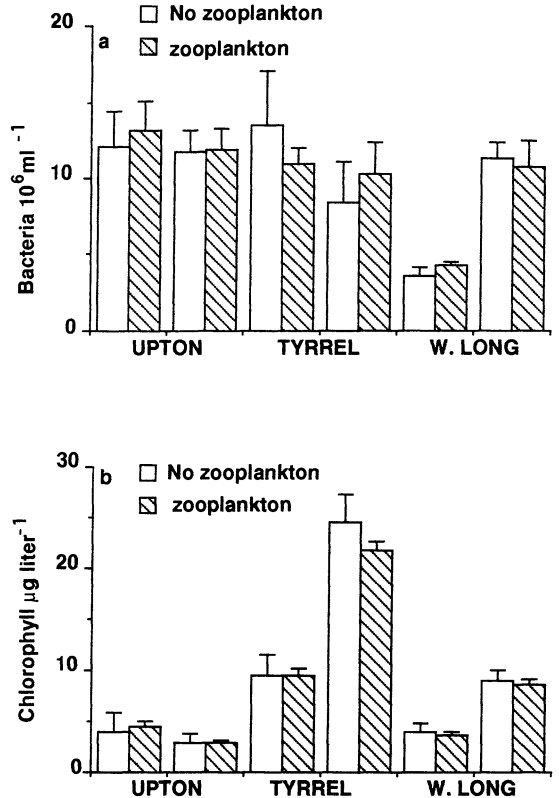 20
a
No zooplankton
zooplankton
10
0
Bacteria 10⁶ ml⁻¹
UPTON TYRREL W. LONG
30
b
No zooplankton
zooplankton
20
10
0
Chlorophyll µg liter⁻¹
UPTON TYRREL W. LONG